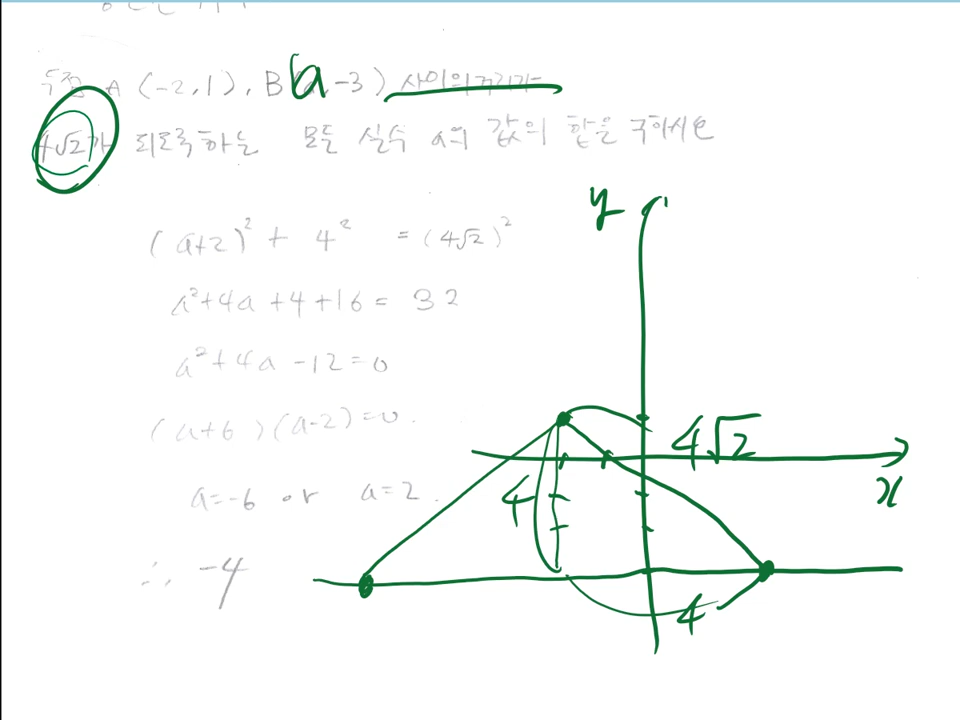 두점 A (-2,1), B(a, -3) 사이의 거리가
4√2가 되도록하는 모든 실수 a의 값의 합은 구하시오
(a+2)² + 4² = (4√2)²
a²+4a+4+16 = 32
a²+4a-12=0
(a+6)(a-2)=0.
a=-6 or a=2.
∴ -4
y
4√2
x
4
4